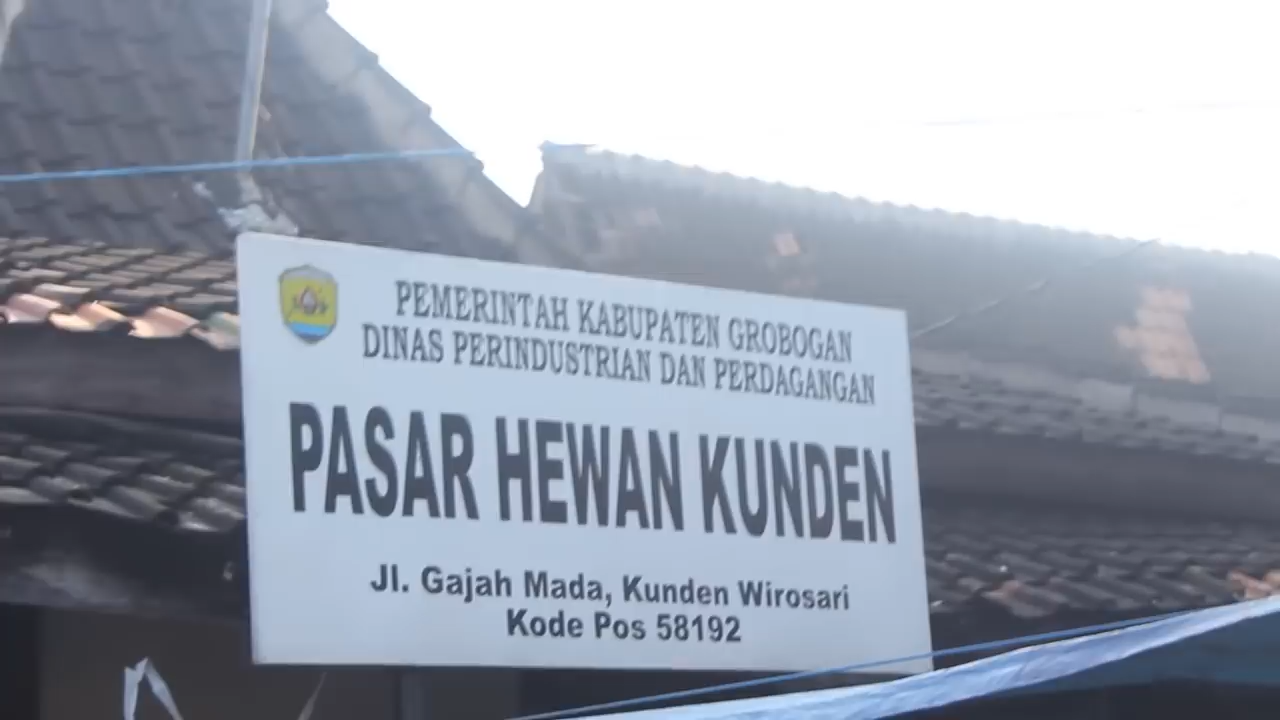 PEMERINTAH KABUPATEN GROBOGAN
DINAS PERINDUSTRIAN DAN PERDAGANGAN
PASAR HEWAN KUNDEN
Jl. Gajah Mada, Kunden Wirosari
Kode Pos 58192